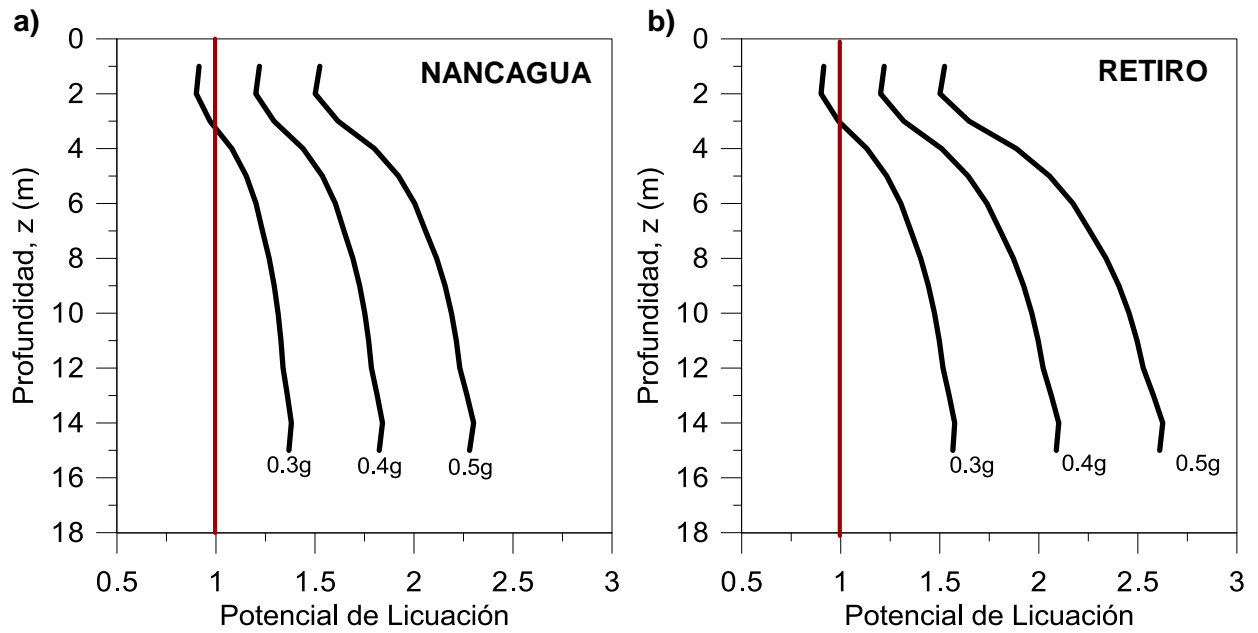 a)
NANCAGUA
0
2
4
6
8
10
12
14
16
18
Profundidad, z (m)
0.3g
0.4g
0.5g
0.5
1
1.5
2
2.5
3
Potencial de Licuación
b)
RETIRO
0
2
4
6
8
10
12
14
16
18
Profundidad, z (m)
0.3g
0.4g
0.5g
0.5
1
1.5
2
2.5
3
Potencial de Licuación